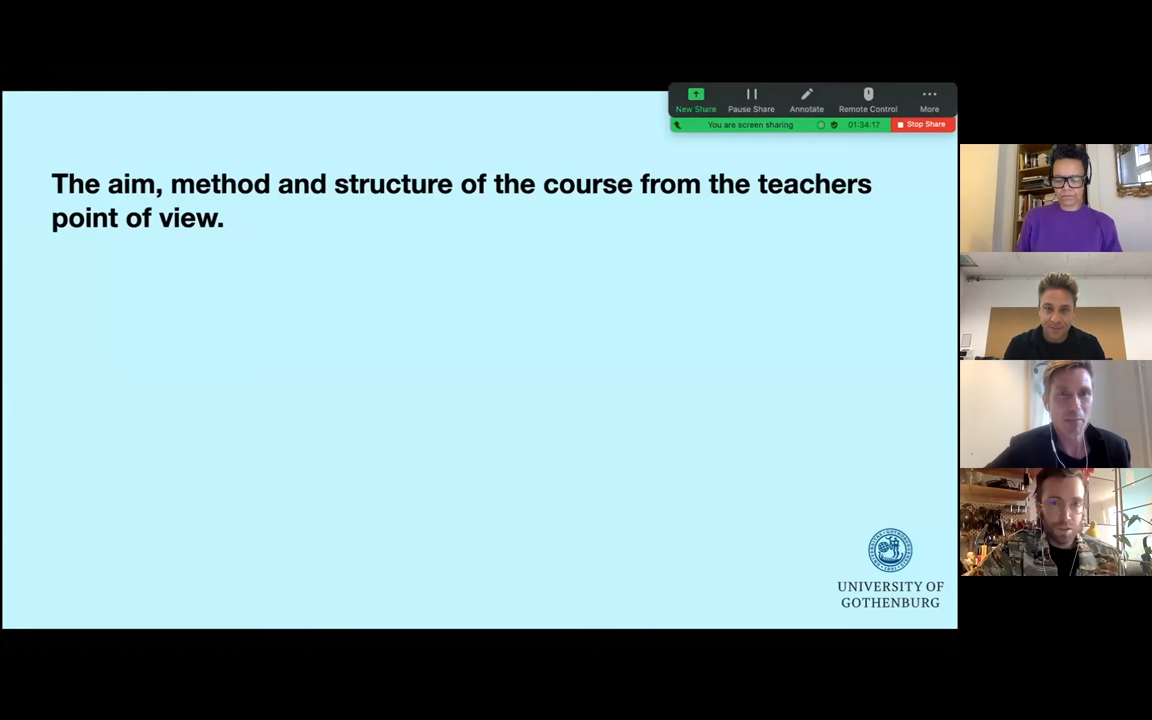 New Share
Pause Share
Annotate
Remote Control
More
You are screen sharing
01:34:17
Stop Share
The aim, method and structure of the course from the teachers
point of view.
UNIVERSITY OF
GOTHENBURG